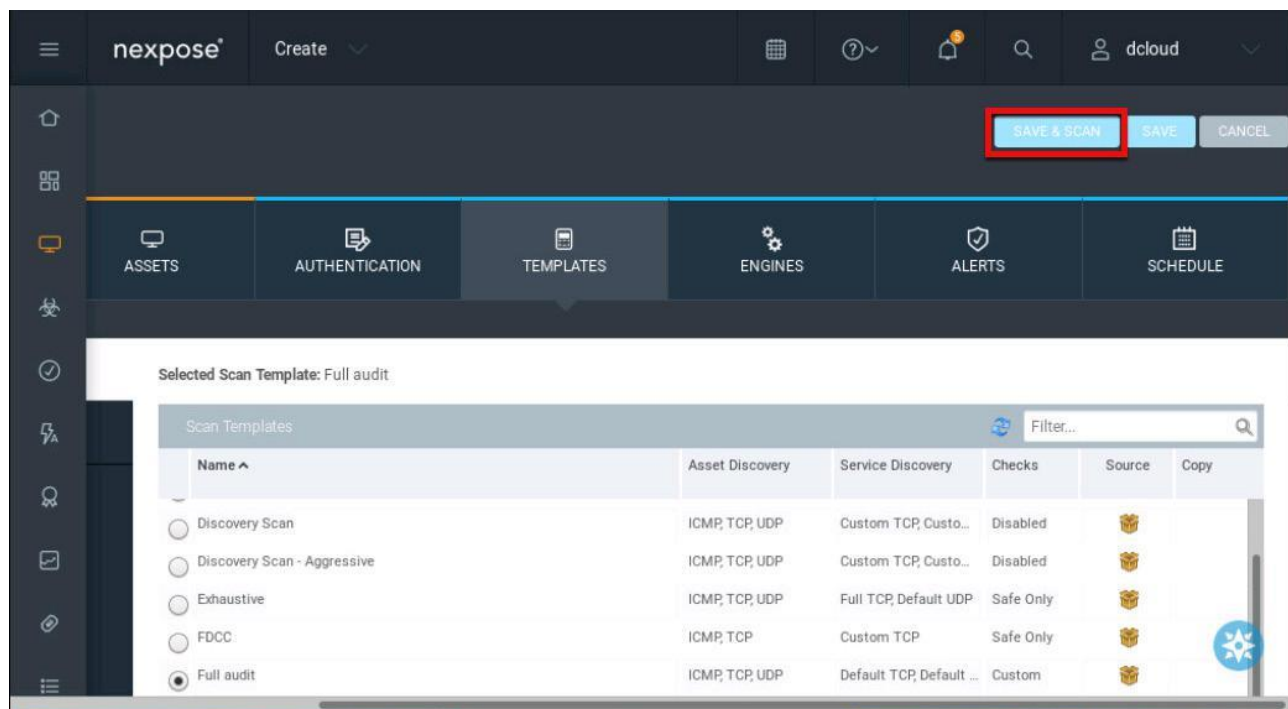 nexpose®
Create
5
dcloud
SAVE & SCAN
SAVE
CANCEL
ASSETS
AUTHENTICATION
TEMPLATES
ENGINES
ALERTS
SCHEDULE
Selected Scan Template: Full audit
Scan Templates
Filter...
Name Asset Discovery Service Discovery Checks Source Copy
Discovery Scan ICMP, TCP, UDP Custom TCP, Custo... Disabled
Discovery Scan - Aggressive ICMP, TCP, UDP Custom TCP, Custo... Disabled
Exhaustive ICMP, TCP, UDP Full TCP, Default UDP Safe Only
FDCC ICMP, TCP Custom TCP Safe Only
Full audit ICMP, TCP, UDP Default TCP, Default ... Custom